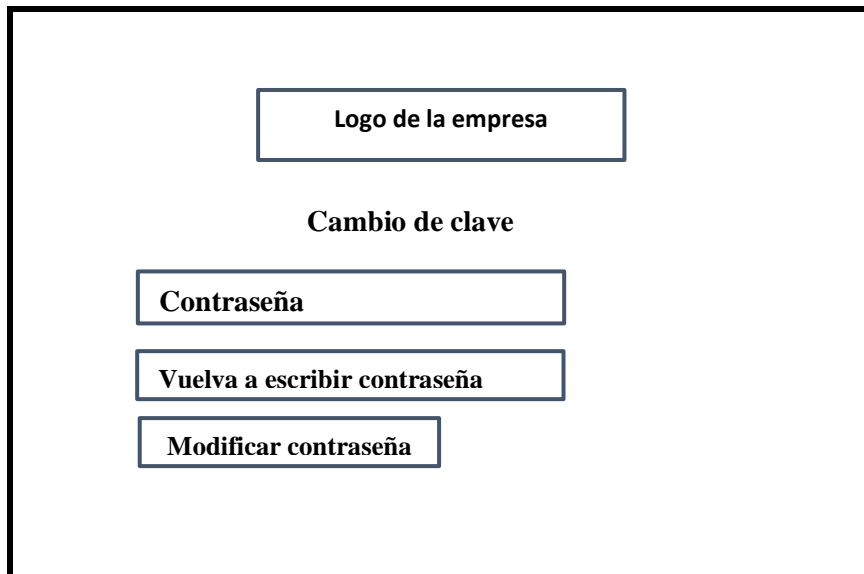 Logo de la empresa
Cambio de clave
Contraseña
Vuelva a escribir contraseña
Modificar contraseña